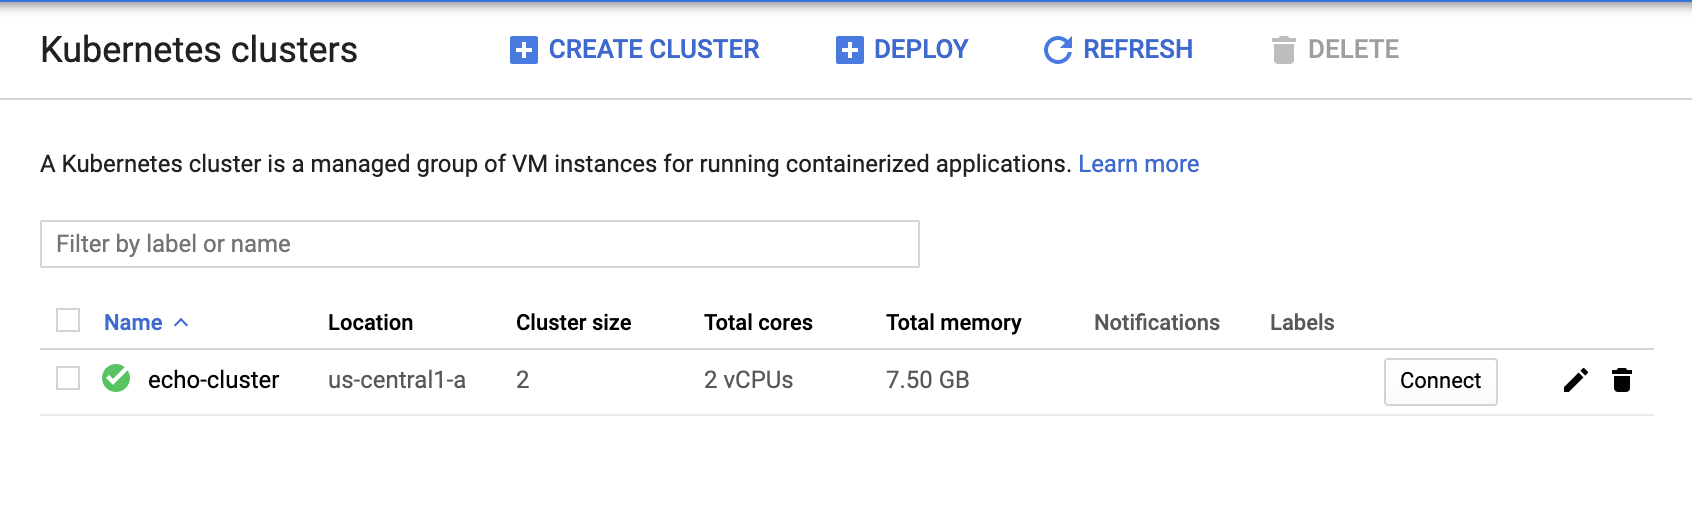 Kubernetes clusters CREATE CLUSTER DEPLOY REFRESH DELETE
A Kubernetes cluster is a managed group of VM instances for running containerized applications. Learn more
Filter by label or name
Name Location Cluster size Total cores Total memory Notifications Labels
echo-cluster us-central1-a 2 2 vCPUs 7.50 GB Connect